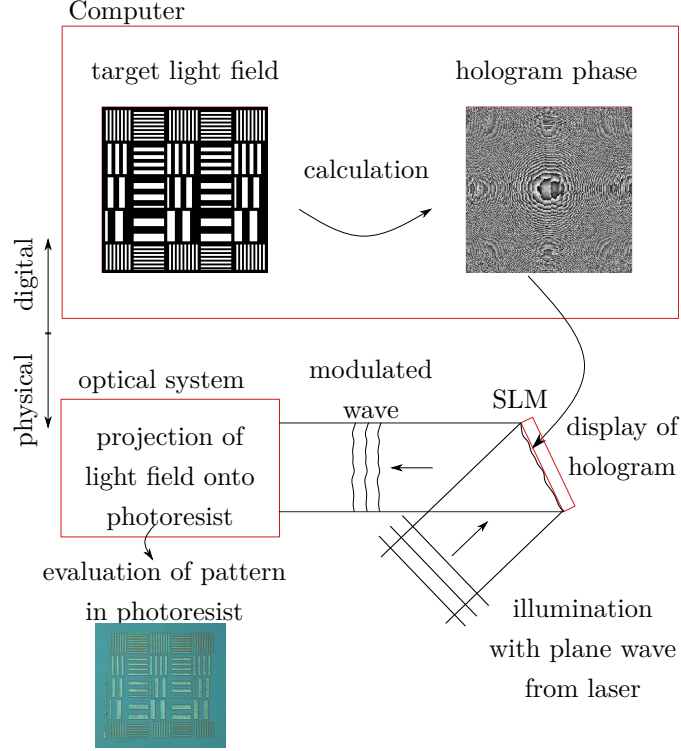 Computer
target light field
hologram phase
calculation
digital
physical
optical system
modulated
wave
SLM
display of
hologram
projection of
light field onto
photoresist
evaluation of pattern
in photoresist
illumination
with plane wave
from laser